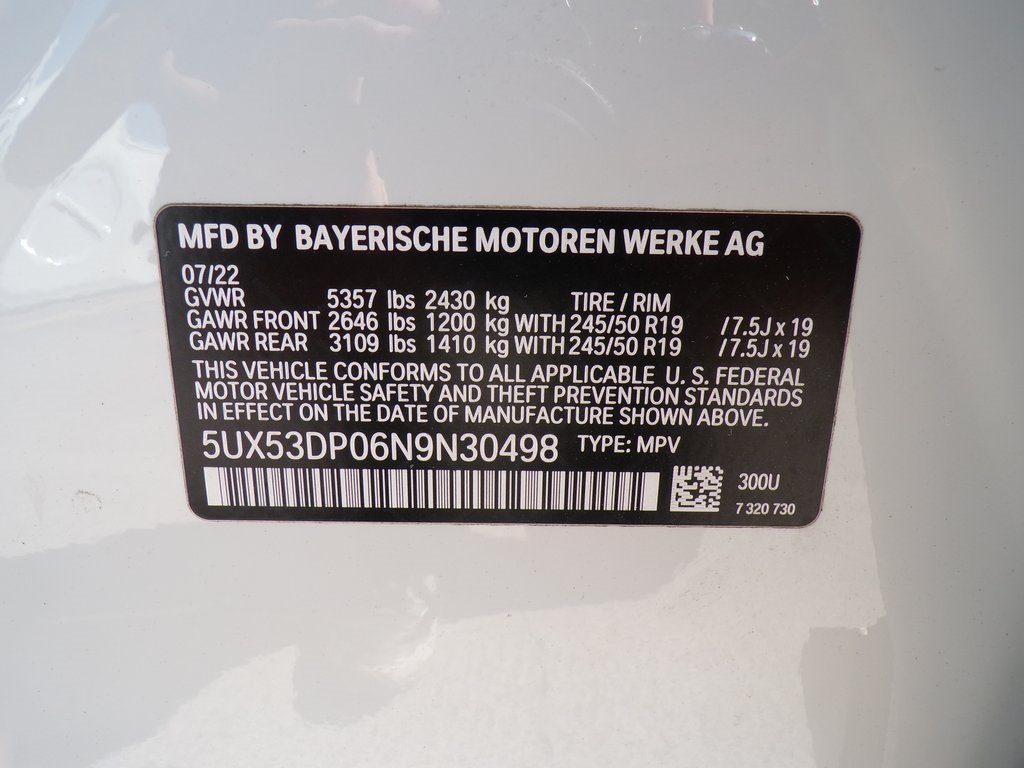 MFD BY BAYERISCHE MOTOREN WERKE AG
07/22
GVWR 5357 lbs 2430 kg TIRE / RIM
GAWR FRONT 2646 lbs 1200 kg WITH 245/50 R19 / 7.5J x 19
GAWR REAR 3109 lbs 1410 kg WITH 245/50 R19 / 7.5J x 19
THIS VEHICLE CONFORMS TO ALL APPLICABLE U. S. FEDERAL
MOTOR VEHICLE SAFETY AND THEFT PREVENTION STANDARDS
IN EFFECT ON THE DATE OF MANUFACTURE SHOWN ABOVE.
5UX53DP06N9N30498 TYPE: MPV
300U
7 320 730